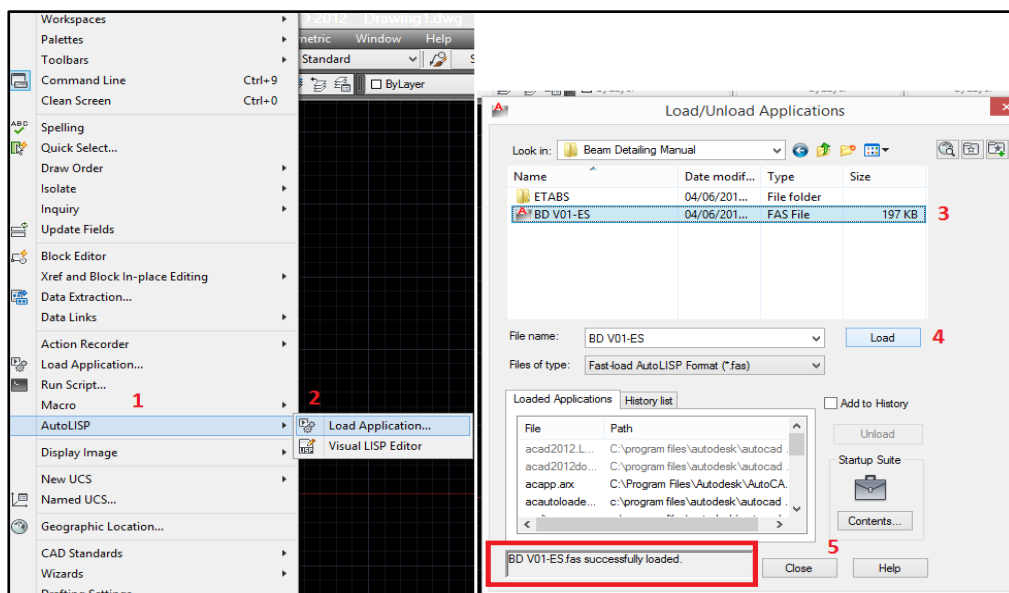 Workspaces
Palettes
Toolbars
Command Line Ctrl+9
Clean Screen Ctrl+0
Spelling
Quick Select...
Draw Order
Isolate
Inquiry
Update Fields
Block Editor
Xref and Block In-place Editing
Data Extraction...
Data Links
Action Recorder
Load Application...
Run Script...
Macro
1
AutoLISP
Display Image
New UCS
Named UCS...
Geographic Location...
CAD Standards
Wizards
Drafting Settings
2012 Drawing1.dwg
metric Window Help
Standard
ByLayer
2
Load Application...
Visual LISP Editor
Load/Unload Applications
Look in: Beam Detailing Manual
Name Date modif... Type Size
ETABS 04/06/201... File folder
BD V01-ES 04/06/201... FAS File 197 KB
3
File name: BD V01-ES Load
4
Files of type: Fast-load AutoLISP Format (*.fas)
Loaded Applications History list
Add to History
File Path
acad2012.L... C:\program files\autodesk\autocad .
acad2012do... C:\program files\autodesk\autocad .
acapp.arx C:\Program Files\Autodesk\AutoCA.
acautoloade... c:\program files\autodesk\autocad .
Unload
Startup Suite
Contents...
5
BD V01-ES.fas successfully loaded.
Close Help